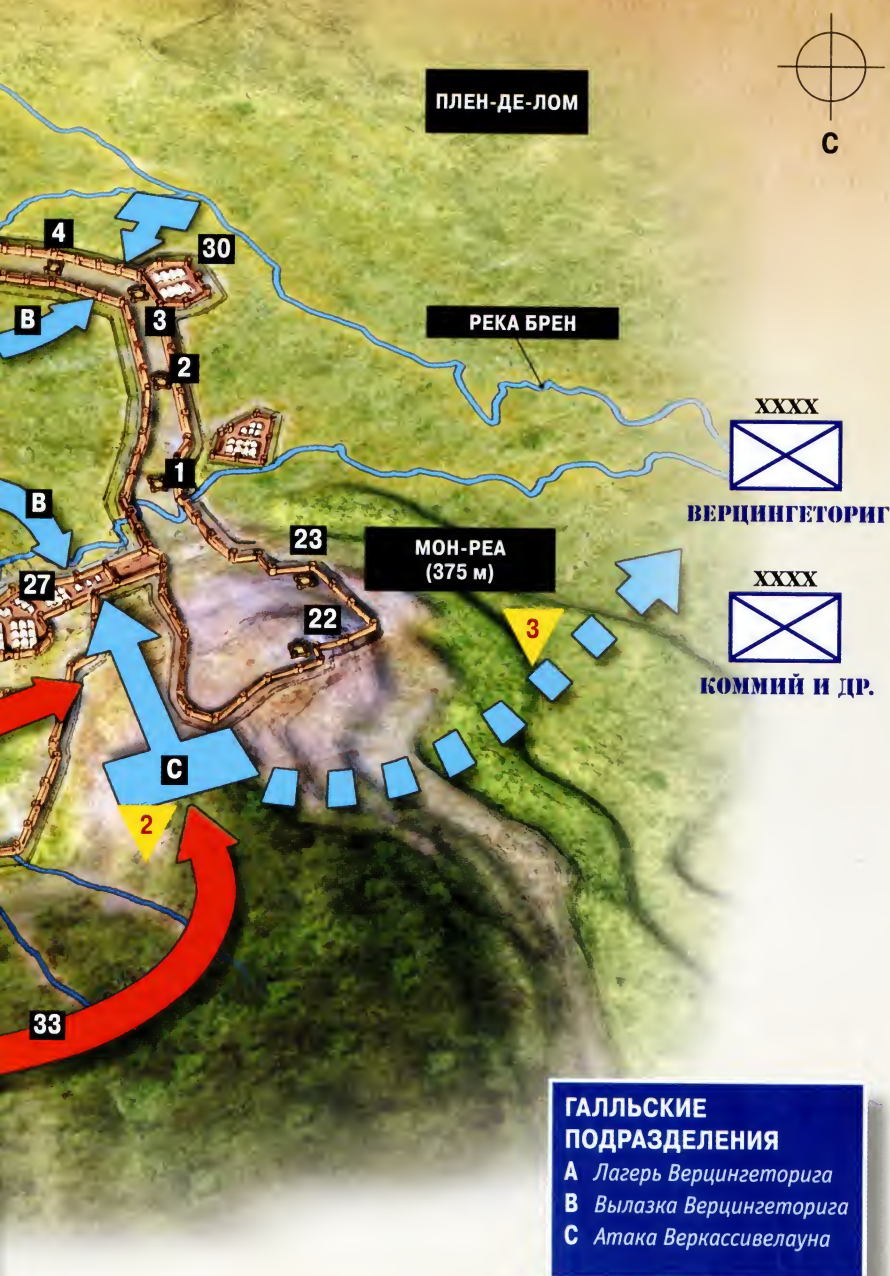 ПЛЕН-ДЕ-ЛОМ
С
4
30
В
3
РЕКА БРЕН
2
XXXX
1
ВЕРЦИНГЕТОРИГ
В
23
МОН-РЕА
(375 м)
XXXX
27
22
3
КОММИЙ И ДР.
С
2
33
ГАЛЛЬСКИЕ
ПОДРАЗДЕЛЕНИЯ
А Лагерь Верцингеторига
В Вылазка Верцингеторига
С Атака Веркассивелауна